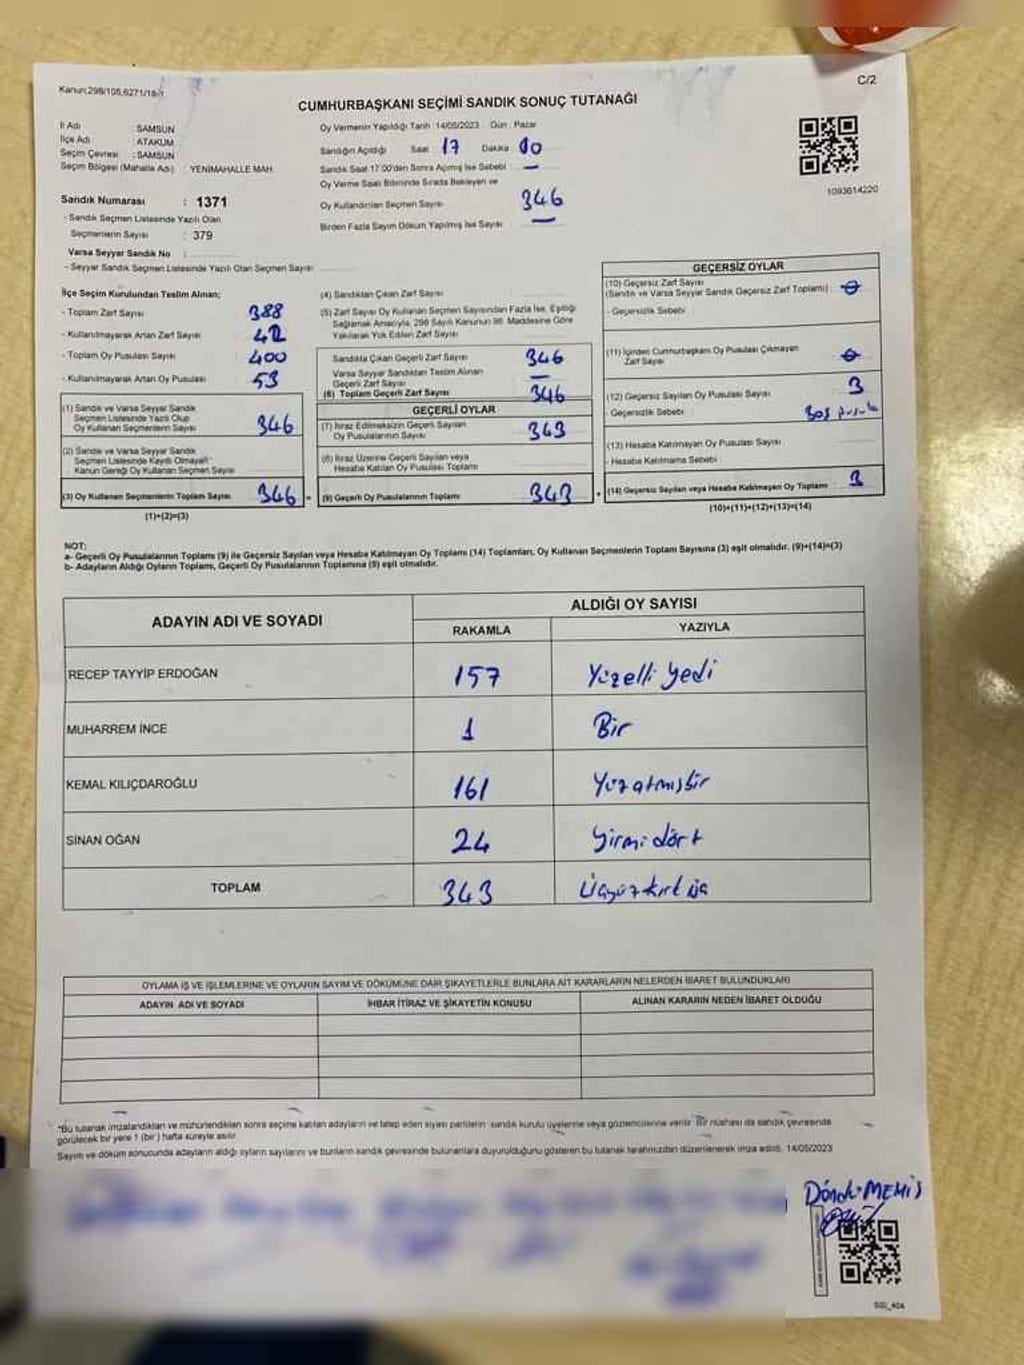 Kanun;298/105,6271/18-1
C/2
CUMHURBAŞKANI SEÇİMİ SANDIK SONUÇ TUTANAĞI
İl Adı : SAMSUN
İlçe Adı : ATAKUM
Seçim Çevresi : SAMSUN
Seçim Bölgesi (Mahalle Adı) : YENİMAHALLE MAH.
Sandık Numarası : 1371
- Sandık Seçmen Listesinde Yazılı Olan
Seçmenlerin Sayısı : 379
Varsa Seyyar Sandık No :
- Seyyar Sandık Seçmen Listesinde Yazılı Olan Seçmen Sayısı:
Oy Vermenin Yapıldığı Tarih : 14/05/2023 Gün : Pazar
Sandığın Açıldığı Saat 17 Dakika 10
Sandık Saat 17:00'den Sonra Açılmış İse Sebebi : —
Oy Verme Saati Bitiminde Sırada Bekleyen ve
Oy Kullandırılan Seçmen Sayısı 346
Birden Fazla Sayım Döküm Yapılmış İse Sayısı : —
1093614220
İlçe Seçim Kurulundan Teslim Alınan;
- Toplam Zarf Sayısı 388
- Kullanılmayarak Artan Zarf Sayısı 42
- Toplam Oy Pusulası Sayısı 400
- Kullanılmayarak Artan Oy Pusulası 53
(1) Sandık ve Varsa Seyyar Sandık
Seçmen Listesinde Yazılı Olup
Oy Kullanan Seçmenlerin Sayısı 346
(2) Sandık ve Varsa Seyyar Sandık
Seçmen Listesinde Kayıtlı Olmayan
Kanun Gereği Oy Kullanan Seçmen Sayısı
(3) Oy Kullanan Seçmenlerin Toplam Sayısı 346 =
(1)+(2)=(3)
(4) Sandıktan Çıkan Zarf Sayısı
(5) Zarf Sayısı Oy Kullanan Seçmen Sayısından Fazla İse, Eşitliği
Sağlamak Amacıyla, 298 Sayılı Kanunun 98. Maddesine Göre
Yakılarak Yok Edilen Zarf Sayısı
Sandıkta Çıkan Geçerli Zarf Sayısı 346
Varsa Seyyar Sandıktan Teslim Alınan
Geçerli Zarf Sayısı —
(6) Toplam Geçerli Zarf Sayısı 346
GEÇERLİ OYLAR
(7) İtiraz Edilmeksizin Geçerli Sayılan
Oy Pusulalarının Sayısı 343
(8) İtiraz Üzerine Geçerli Sayılan veya
Hesaba Katılan Oy Pusulası Toplamı
(9) Geçerli Oy Pusulalarının Toplamı 343 +
GEÇERSİZ OYLAR
(10) Geçersiz Zarf Sayısı
(Sandık ve Varsa Seyyar Sandık Geçersiz Zarf Toplamı)
- Geçersizlik Sebebi :
(11) İçinden Cumhurbaşkanı Oy Pusulası Çıkmayan
Zarf Sayısı
(12) Geçersiz Sayılan Oy Pusulası Sayısı 3
- Geçersizlik Sebebi : Boş pusula
(13) Hesaba Katılmayan Oy Pusulası Sayısı
- Hesaba Katılmama Sebebi :
(14) Geçersiz Sayılan veya Hesaba Katılmayan Oy Toplamı 3
(10)+(11)+(12)+(13)=(14)
NOT:
a- Geçerli Oy Pusulalarının Toplamı (9) ile Geçersiz Sayılan veya Hesaba Katılmayan Oy Toplamı (14) Toplamları, Oy Kullanan Seçmenlerin Toplam Sayısına (3) eşit olmalıdır. (9)+(14)=(3)
b- Adayların Aldığı Oyların Toplamı, Geçerli Oy Pusulalarının Toplamına (9) eşit olmalıdır.
ADAYIN ADI VE SOYADI
ALDIĞI OY SAYISI
RAKAMLA YAZIYLA
RECEP TAYYİP ERDOĞAN 157 Yüzelli yedi
MUHARREM İNCE 1 Bir
KEMAL KILIÇDAROĞLU 161 Yüzatmışbir
SİNAN OĞAN 24 Yirmi dört
TOPLAM 343 Üçyüzkırküç
OYLAMA İŞ VE İŞLEMLERİNE VE OYLARIN SAYIM VE DÖKÜMÜNE DAİR ŞİKAYETLERLE BUNLARA AİT KARARLARIN NELERDEN İBARET BULUNDUKLARI
ADAYIN ADI VE SOYADI İHBAR İTİRAZ VE ŞİKAYETİN KONUSU ALINAN KARARIN NEDEN İBARET OLDUĞU
*Bu tutanak imzalandıktan ve mühürlendikten sonra seçime katılan adayların ve talep eden siyasi partilerin sandık kurulu üyelerine veya gözlemcilerine verilir. Bir nüshası da sandık çevresinde
görülecek bir yere 1 (bir) hafta süreyle asılır.
Sayım ve döküm sonucunda adayların aldığı oyların sayılarını ve bunların sandık çevresinde bulunanlara duyurulduğunu gösteren bu tutanak tarafımızdan düzenlenerek imza edildi. 14/05/2023
MEMİŞ